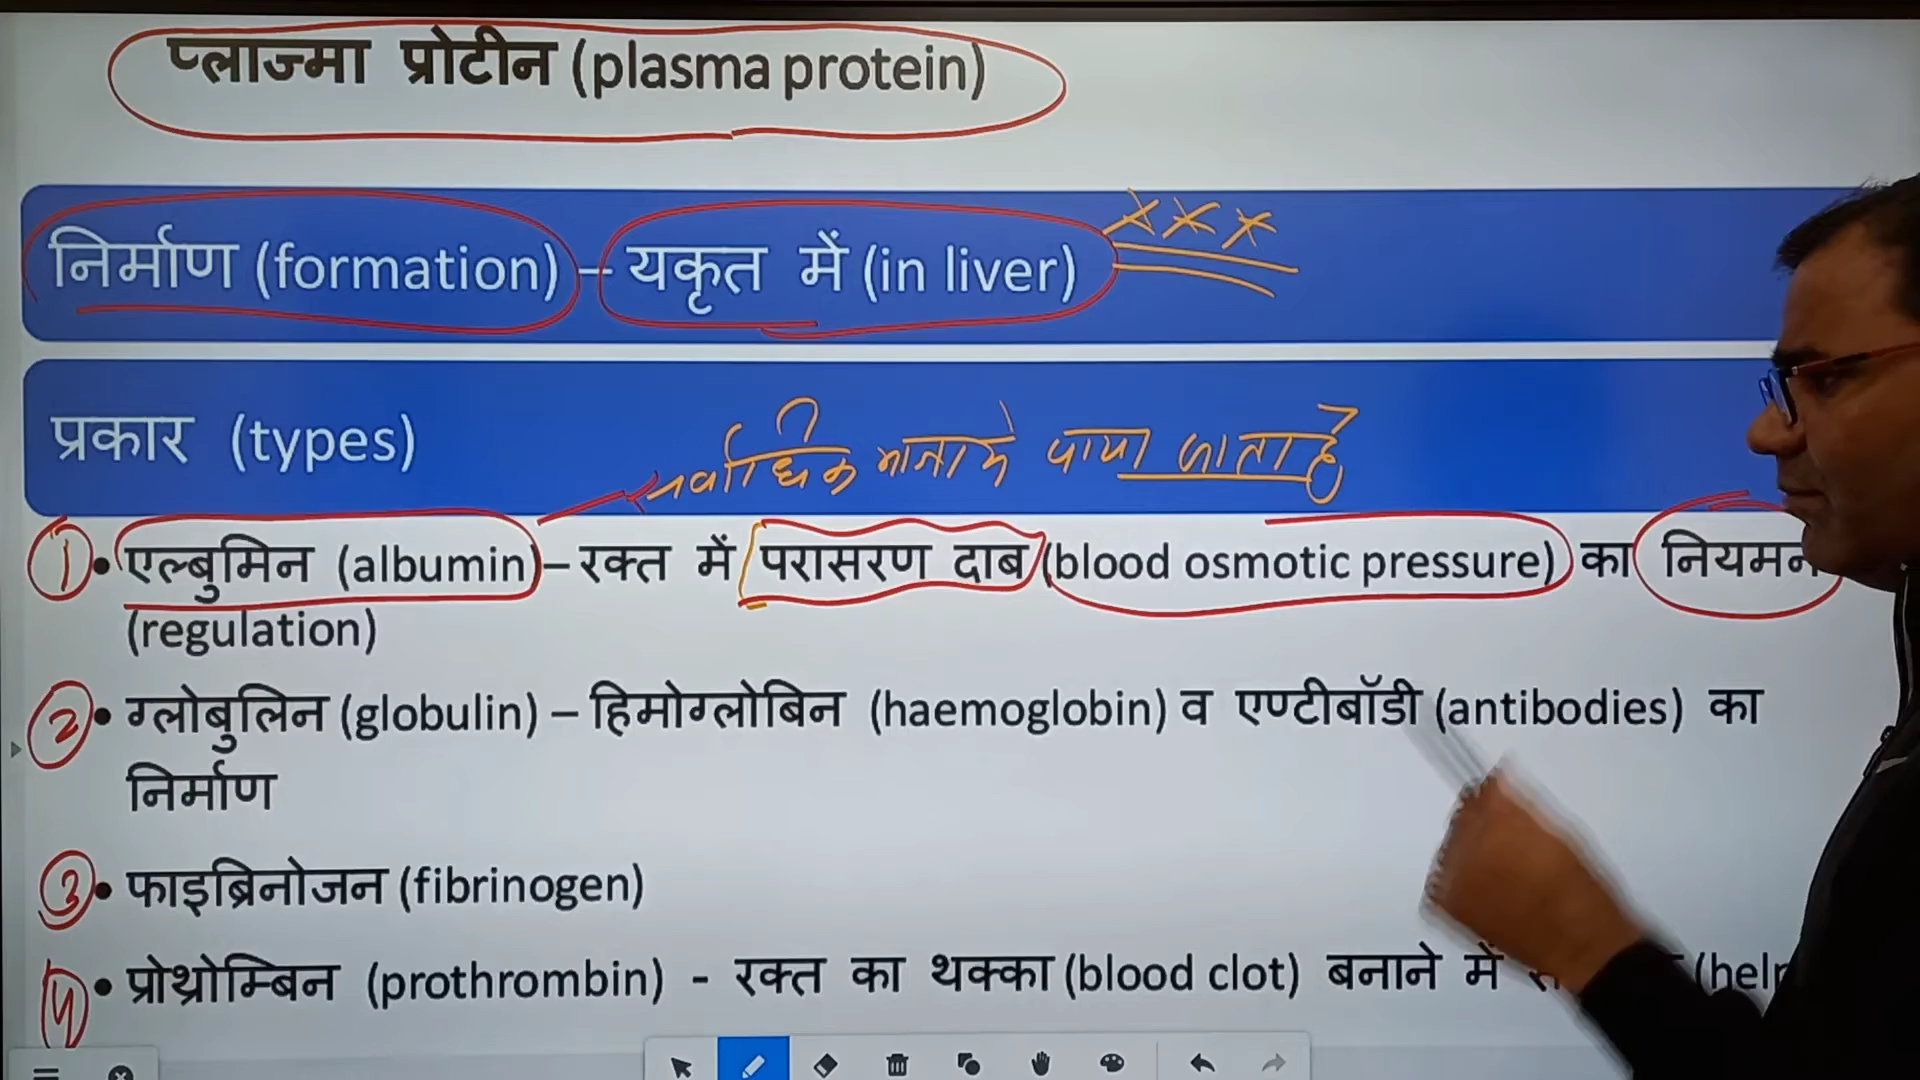 प्लाज्मा प्रोटीन (plasma protein)
निर्माण (formation) – यकृत में (in liver)
प्रकार (types)
सर्वाधिक मात्रा मे पाया जाता है
1 • एल्बुमिन (albumin) – रक्त में परासरण दाब (blood osmotic pressure) का नियमन
(regulation)
2 • ग्लोबुलिन (globulin) – हिमोग्लोबिन (haemoglobin) व एण्टीबॉडी (antibodies) का
निर्माण
3 • फाइब्रिनोजन (fibrinogen)
4 • प्रोथ्रोम्बिन (prothrombin) - रक्त का थक्का (blood clot) बनाने में